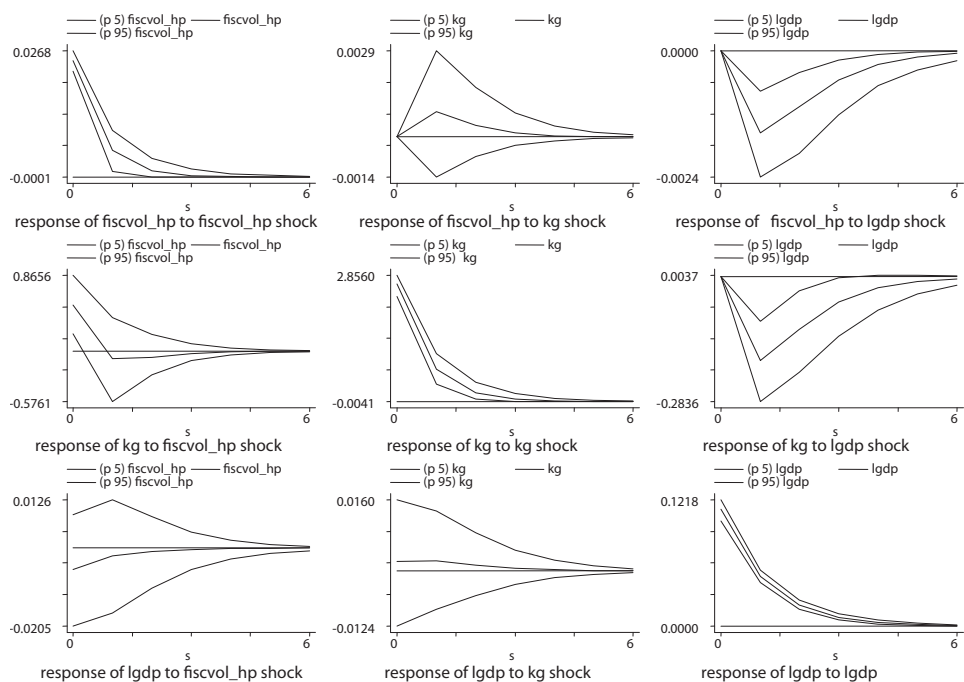 (p 5) fiscvol_hp fiscvol_hp
(p 95) fiscvol_hp
0.0268
-0.0001
0 6
s
response of fiscvol_hp to fiscvol_hp shock
(p 5) kg kg
(p 95) kg
0.0029
-0.0014
0 6
s
response of fiscvol_hp to kg shock
(p 5) lgdp lgdp
(p 95) lgdp
0.0000
-0.0024
0 6
s
response of fiscvol_hp to lgdp shock
(p 5) fiscvol_hp fiscvol_hp
(p 95) fiscvol_hp
0.8656
-0.5761
0 6
s
response of kg to fiscvol_hp shock
(p 5) kg kg
(p 95) kg
2.8560
-0.0041
0 6
s
response of kg to kg shock
(p 5) lgdp lgdp
(p 95) lgdp
0.0037
-0.2836
0 6
s
response of kg to lgdp shock
(p 5) fiscvol_hp fiscvol_hp
(p 95) fiscvol_hp
0.0126
-0.0205
0 6
s
response of lgdp to fiscvol_hp shock
(p 5) kg kg
(p 95) kg
0.0160
-0.0124
0 6
s
response of lgdp to kg shock
(p 5) lgdp lgdp
(p 95) lgdp
0.1218
0.0000
0 6
s
response of lgdp to lgdp